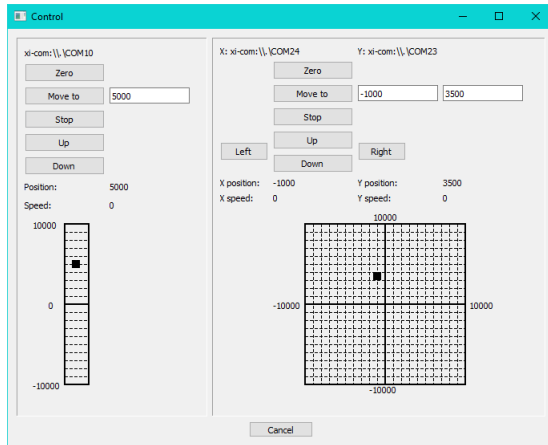 Control
xi-com:\\.\COM10
Zero
Move to 5000
Stop
Up
Down
Position: 5000
Speed: 0
10000
0
-10000
X: xi-com:\\.\COM24 Y: xi-com:\\.\COM23
Zero
Move to -1000 3500
Stop
Up
Left Right
Down
X position: -1000 Y position: 3500
X speed: 0 Y speed: 0
10000
-10000 10000
-10000
Cancel